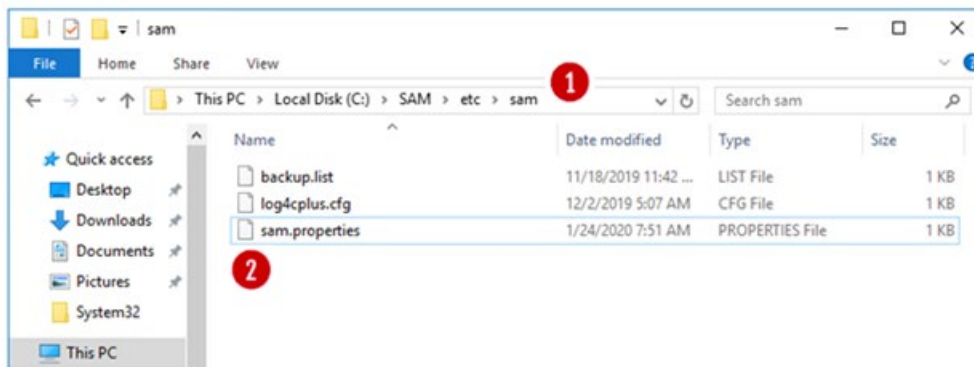 sam
File Home Share View
This PC > Local Disk (C:) > SAM > etc > sam
1
Search sam
Name Date modified Type Size
Quick access
Desktop
Downloads
Documents
Pictures
System32
This PC
backup.list 11/18/2019 11:42 ... LIST File 1 KB
log4cplus.cfg 12/2/2019 5:07 AM CFG File 1 KB
sam.properties 1/24/2020 7:51 AM PROPERTIES File 1 KB
2